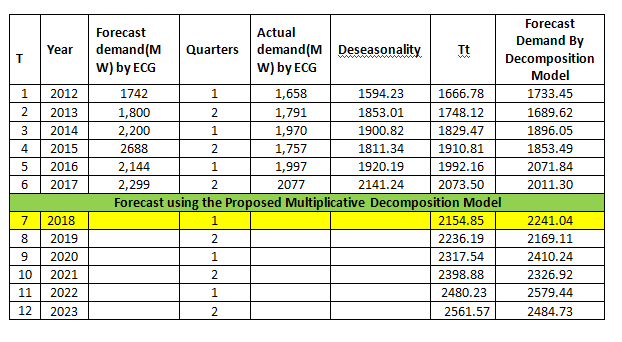 T Year Forecast demand(M W) by ECG Quarters Actual demand(M W) by ECG Deseasonality Tt Forecast Demand By Decomposition Model
1 2012 1742 1 1,658 1594.23 1666.78 1733.45
2 2013 1,800 2 1,791 1853.01 1748.12 1689.62
3 2014 2,200 1 1,970 1900.82 1829.47 1896.05
4 2015 2688 2 1,757 1811.34 1910.81 1853.49
5 2016 2,144 1 1,997 1920.19 1992.16 2071.84
6 2017 2,299 2 2077 2141.24 2073.50 2011.30
Forecast using the Proposed Multiplicative Decomposition Model
7 2018 1 2154.85 2241.04
8 2019 2 2236.19 2169.11
9 2020 1 2317.54 2410.24
10 2021 2 2398.88 2326.92
11 2022 1 2480.23 2579.44
12 2023 2 2561.57 2484.73